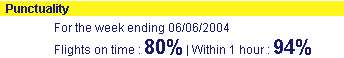 Punctuality
For the week ending 06/06/2004
Flights on time : 80% | Within 1 hour : 94%